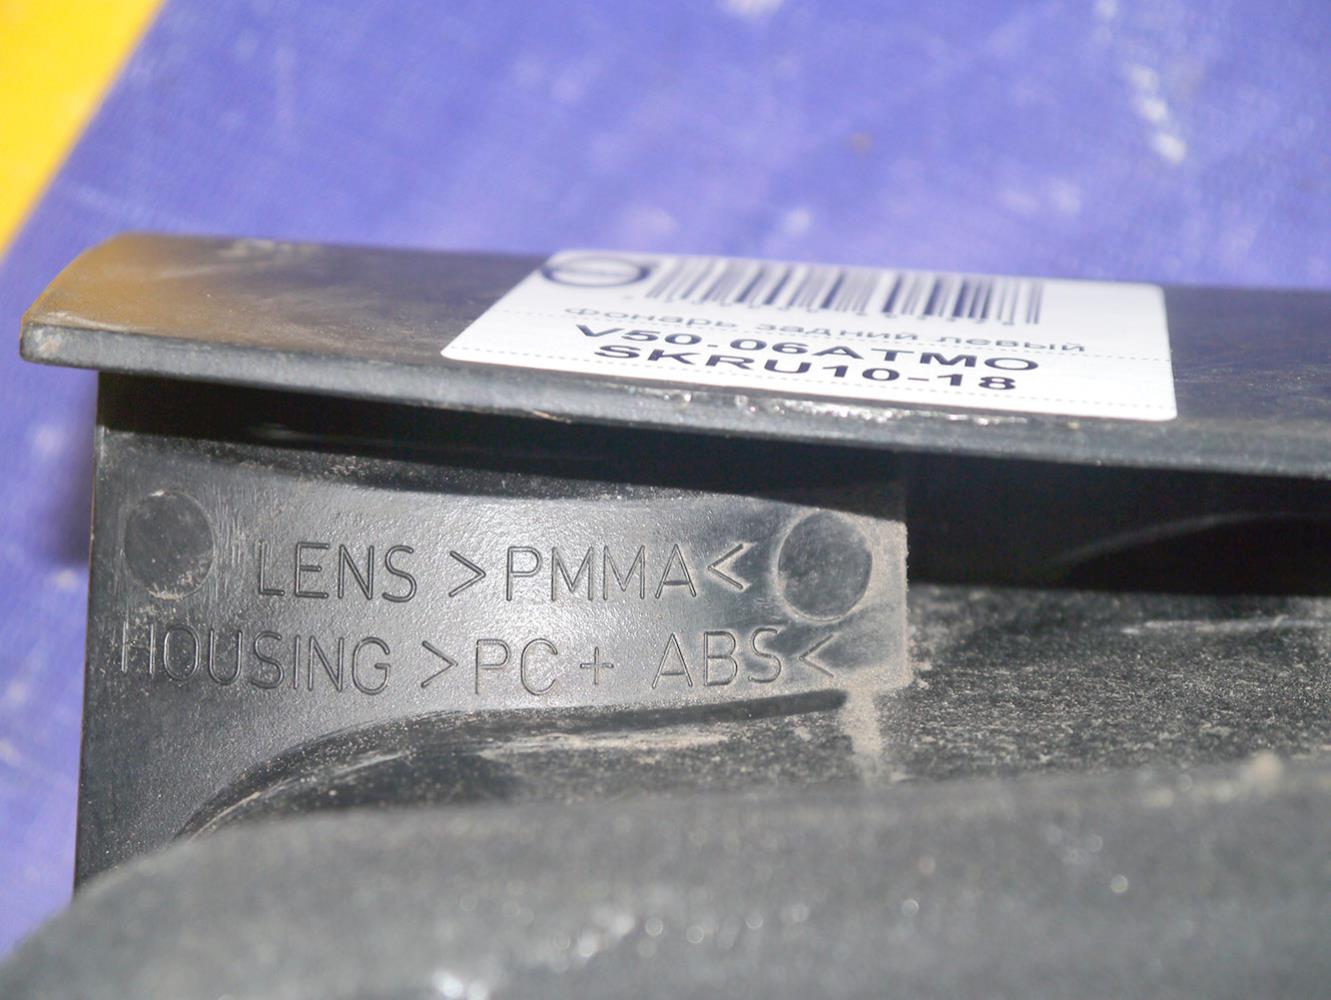 фонарь задний левый
V50-06ATMO
SKRU10-18
LENS >PMMA<
HOUSING >PC+ ABS<